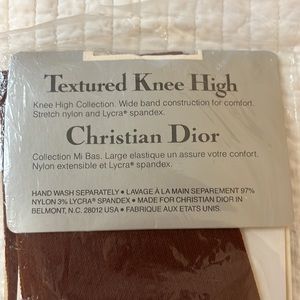 Textured Knee High
Knee High Collection. Wide band construction for comfort.
Stretch nylon and Lycra® spandex.
Christian Dior
Collection Mi Bas. Large elastique un assure votre confort.
Nylon extensible et Lycra® spandex.
HAND WASH SEPARATELY • LAVAGE À LA MAIN SEPAREMENT 97%
NYLON 3% LYCRA® SPANDEX • MADE FOR CHRISTIAN DIOR IN
BELMONT, N.C. 28012 USA • FABRIQUE AUX ETATS UNIS.